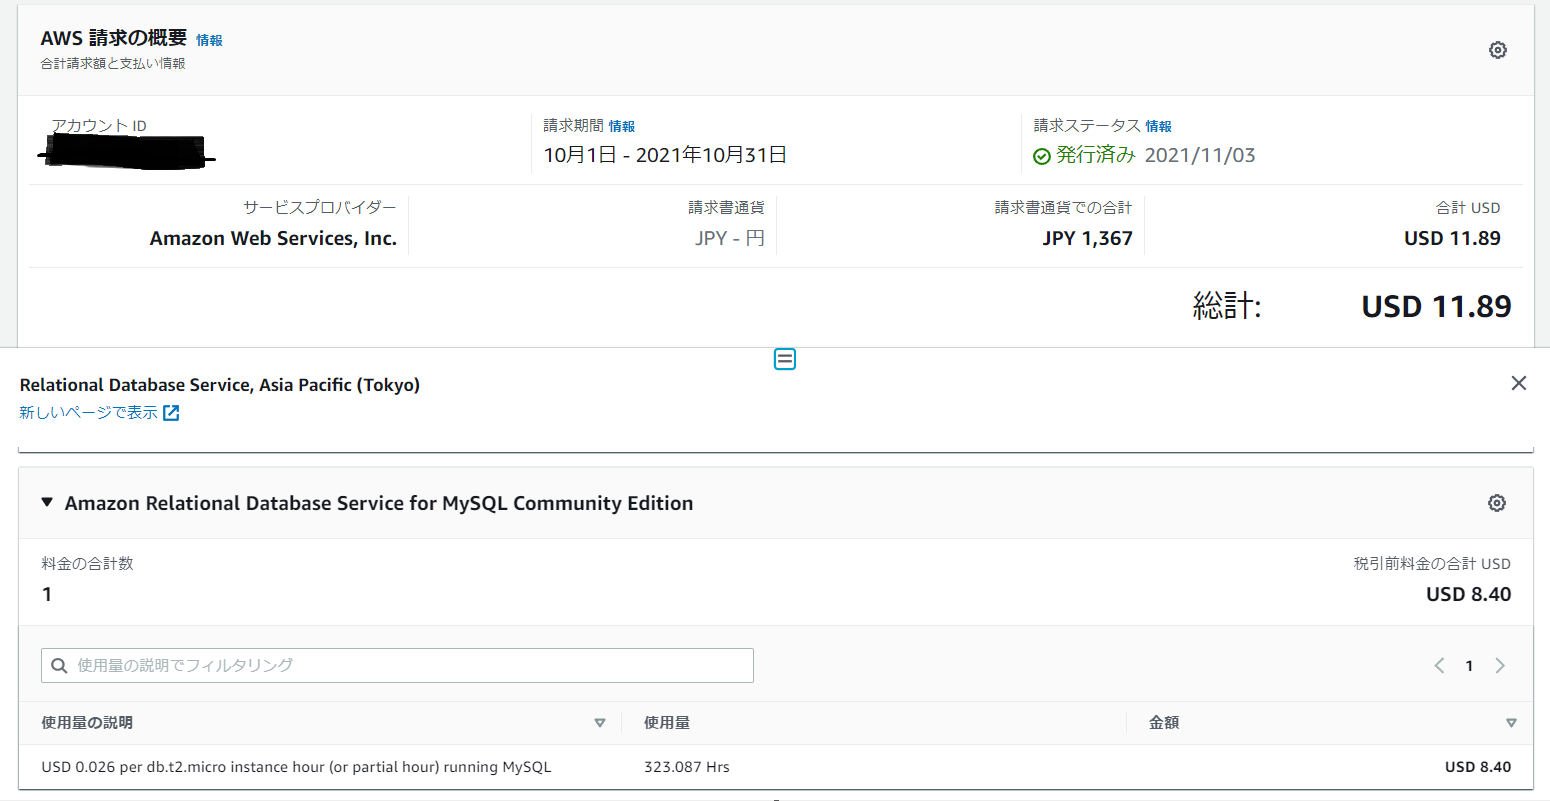 AWS 請求の概要 情報
合計請求額と支払い情報
アカウント ID
請求期間 情報
10月1日 - 2021年10月31日
請求ステータス 情報
発行済み 2021/11/03
サービスプロバイダー
Amazon Web Services, Inc.
請求書通貨
JPY - 円
請求書通貨での合計
JPY 1,367
合計 USD
USD 11.89
総計: USD 11.89
Relational Database Service, Asia Pacific (Tokyo)
新しいページで表示
Amazon Relational Database Service for MySQL Community Edition
料金の合計数
1
税引前料金の合計 USD
USD 8.40
使用量の説明でフィルタリング
1
使用量の説明 使用量 金額
USD 0.026 per db.t2.micro instance hour (or partial hour) running MySQL 323.087 Hrs USD 8.40